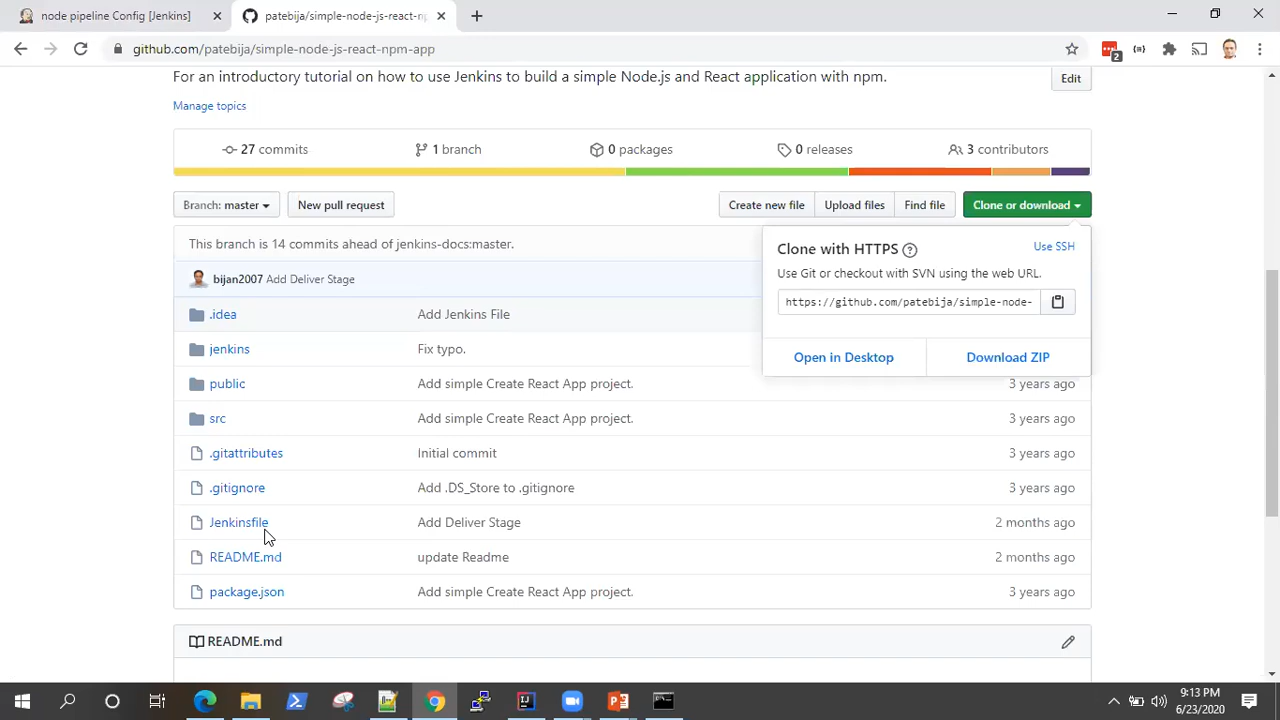 node pipeline Config [Jenkins]
patebija/simple-node-js-react-np
github.com/patebija/simple-node-js-react-npm-app
2
For an introductory tutorial on how to use Jenkins to build a simple Node.js and React application with npm.
Edit
Manage topics
27 commits
1 branch
0 packages
0 releases
3 contributors
Branch: master
New pull request
Create new file
Upload files
Find file
Clone or download
This branch is 14 commits ahead of jenkins-docs:master.
Clone with HTTPS
Use SSH
Use Git or checkout with SVN using the web URL.
https://github.com/patebija/simple-node-
Open in Desktop
Download ZIP
bijan2007 Add Deliver Stage
.idea Add Jenkins File
jenkins Fix typo.
public Add simple Create React App project. 3 years ago
src Add simple Create React App project. 3 years ago
.gitattributes Initial commit 3 years ago
.gitignore Add .DS_Store to .gitignore 3 years ago
Jenkinsfile Add Deliver Stage 2 months ago
README.md update Readme 2 months ago
package.json Add simple Create React App project. 3 years ago
README.md
9:13 PM
6/23/2020